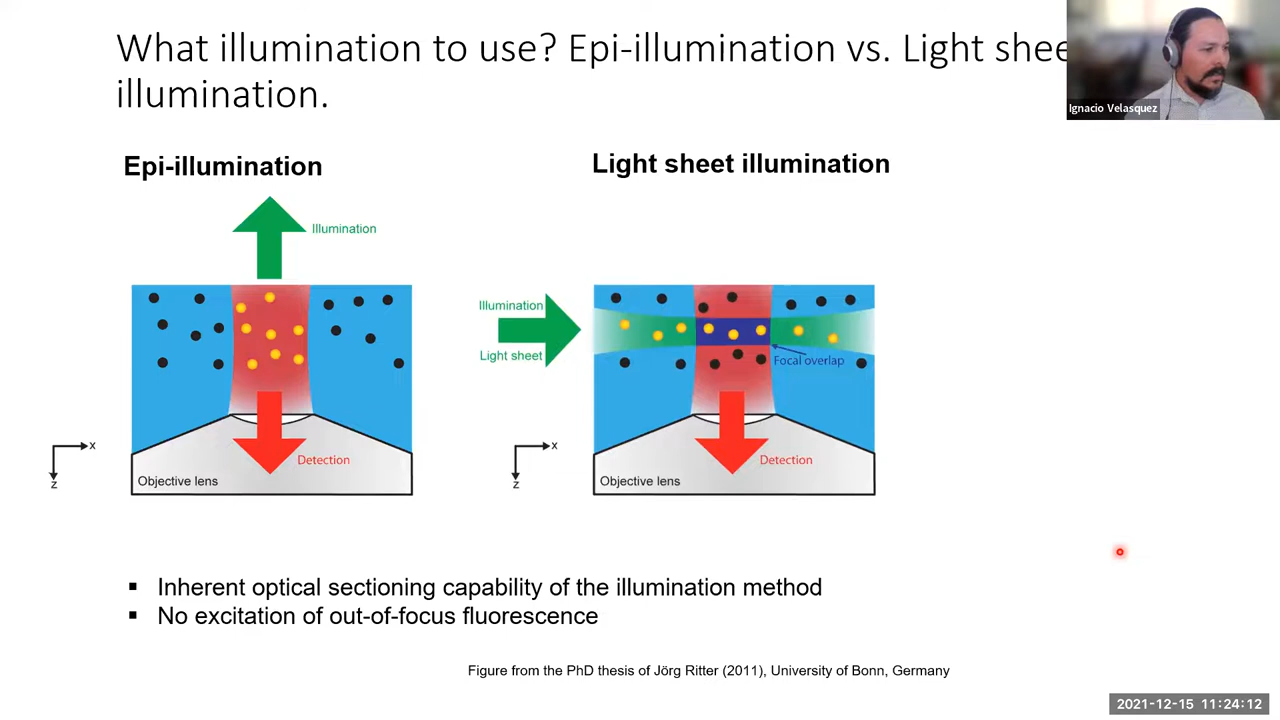 What illumination to use? Epi-illumination vs. Light shee
illumination.
Ignacio Velasquez
Epi-illumination
Light sheet illumination
Illumination
Detection
Objective lens
x
z
Illumination
Light sheet
Focal overlap
Detection
Objective lens
x
z
▪ Inherent optical sectioning capability of the illumination method
▪ No excitation of out-of-focus fluorescence
Figure from the PhD thesis of Jörg Ritter (2011), University of Bonn, Germany
2021-12-15 11:24:12